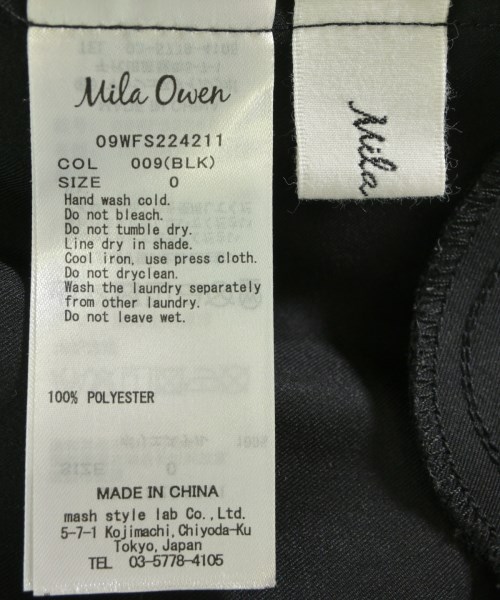 Mila Owen
Mila
09WFS224211
COL 009(BLK)
SIZE 0
Hand wash cold.
Do not bleach.
Do not tumble dry.
Line dry in shade.
Cool iron, use press cloth.
Do not dryclean.
Wash the laundry separately
from other laundry.
Do not leave wet.
100% POLYESTER
MADE IN CHINA
mash style lab Co.,Ltd.
5-7-1 Kojimachi,Chiyoda-Ku
Tokyo,Japan
TEL 03-5778-4105